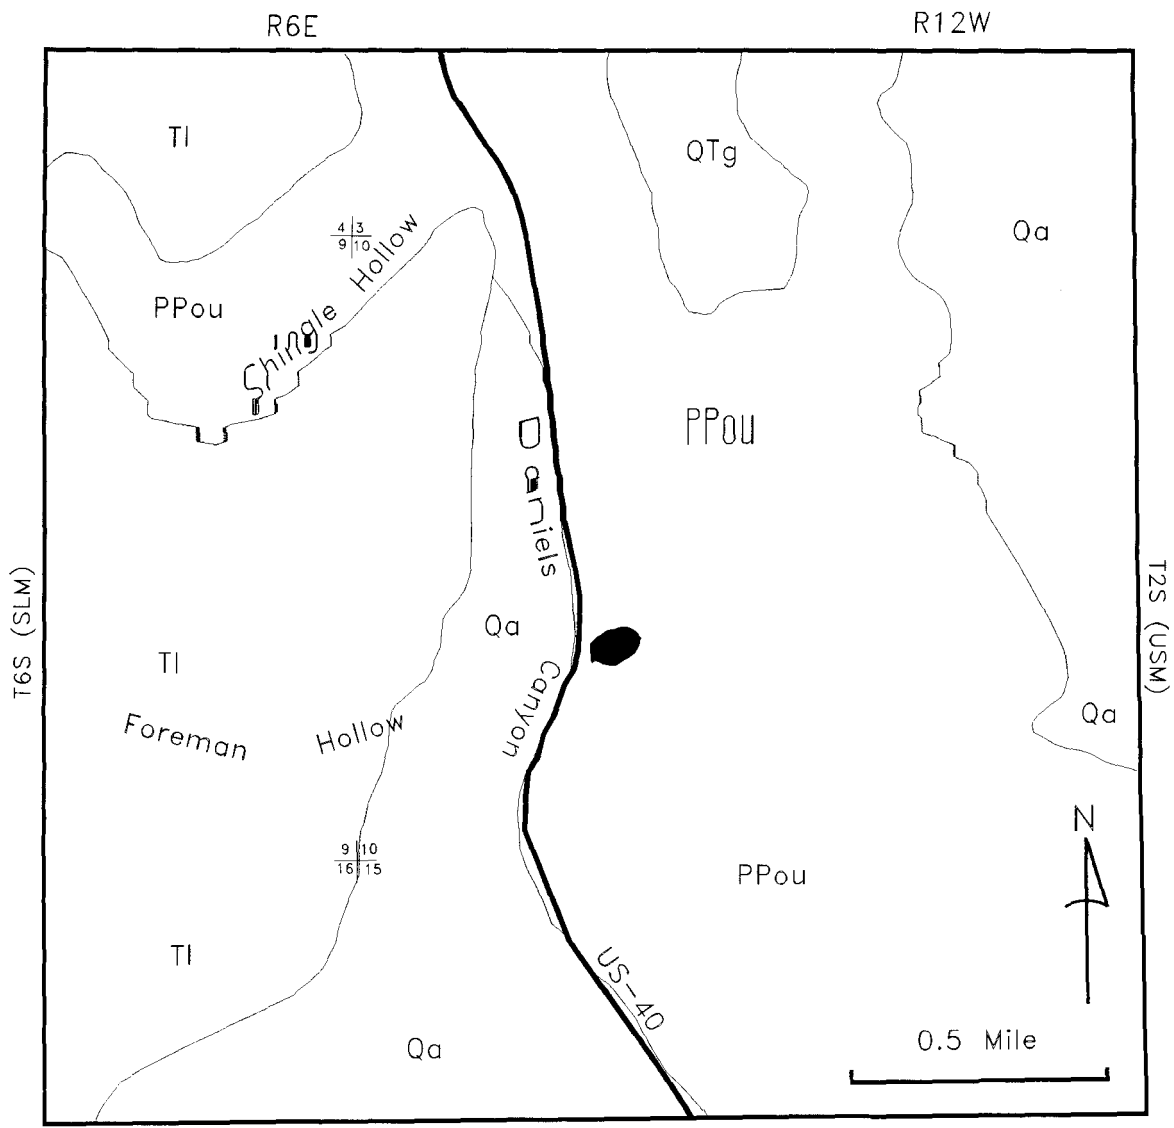 R6E
R12W
Tl
QTg
4 3
9 10
Qa
Shingle Hollow
PPou
PPou
Daniels Canyon
T6S (SLM)
T2S (USM)
Qa
Tl
Qa
Foreman Hollow
N
9 10
16 15
PPou
Tl
US-40
0.5 Mile
Qa